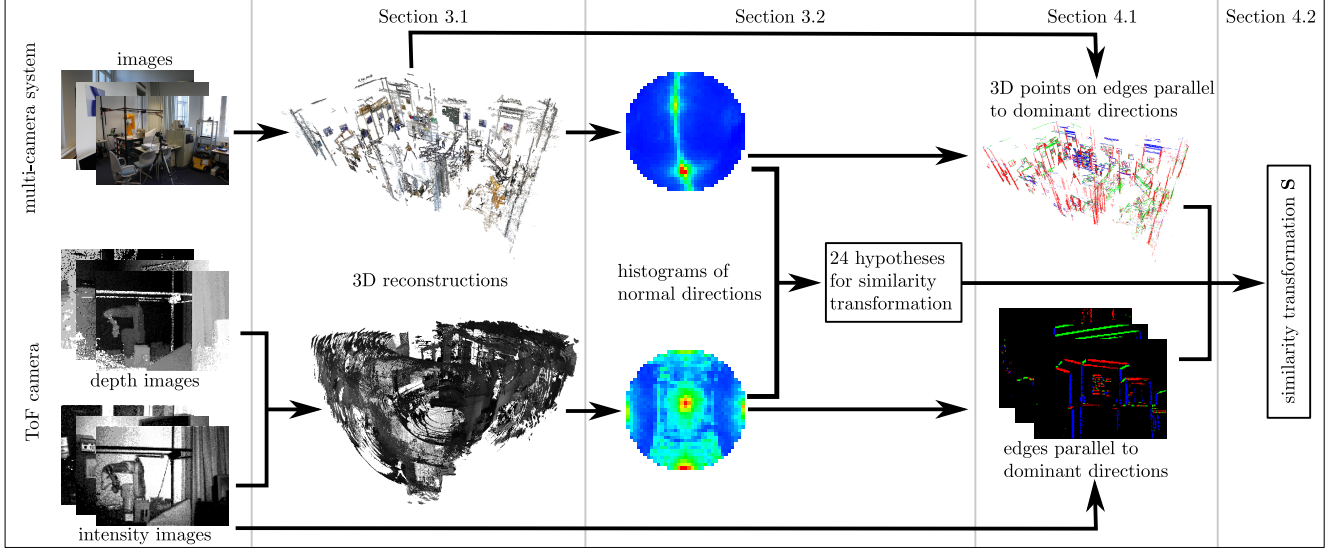 Section 3.1
Section 3.2
Section 4.1
Section 4.2
multi-camera system
images
3D points on edges parallel
to dominant directions
3D reconstructions
histograms of
normal directions
24 hypotheses
for similarity
transformation
similarity transformation S
ToF camera
depth images
intensity images
edges parallel to
dominant directions